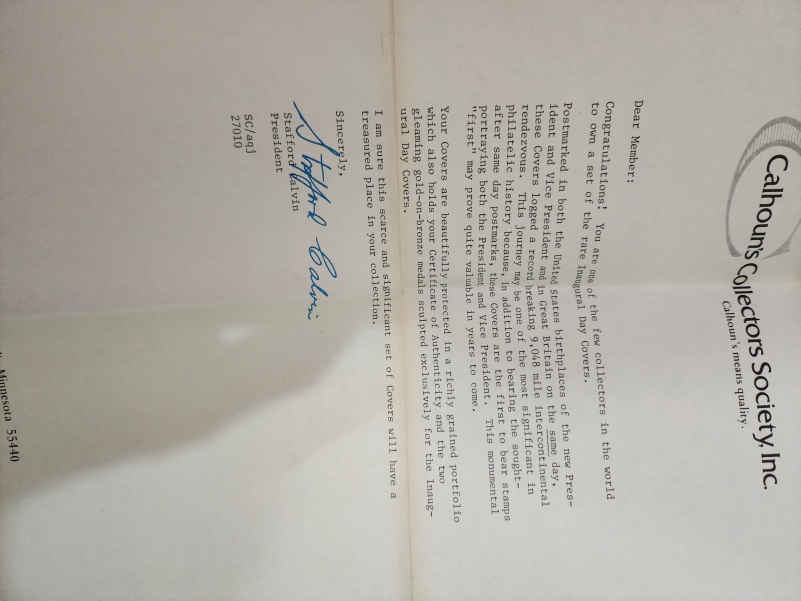 Calhoun's Collectors Society, Inc.
Calhoun's means quality.
Dear Member:
Congratulations! You are one of the few collectors in the world
to own a set of the rare Inaugural Day Covers.
Postmarked in both the United States birthplaces of the new Pres-
ident and Vice President and in Great Britain on the same day,
these Covers logged a record breaking 9,048 mile intercontinental
rendezvous. This journey may be one of the most significant in
philatelic history because, in addition to bearing the sought-
after same day postmarks, these Covers are the first to bear stamps
portraying both the President and Vice President. This monumental
"first" may prove quite valuable in years to come.
Your Covers are beautifully protected in a richly grained portfolio
which also holds your Certificate of Authenticity and the two
gleaming gold-on-bronze medals sculpted exclusively for the Inaug-
ural Day Covers.
I am sure this scarce and significant set of Covers will have a
treasured place in your collection.
Sincerely,
Stafford Calvin
Stafford Calvin
President
SC/aqj
27010
Minnesota 55440